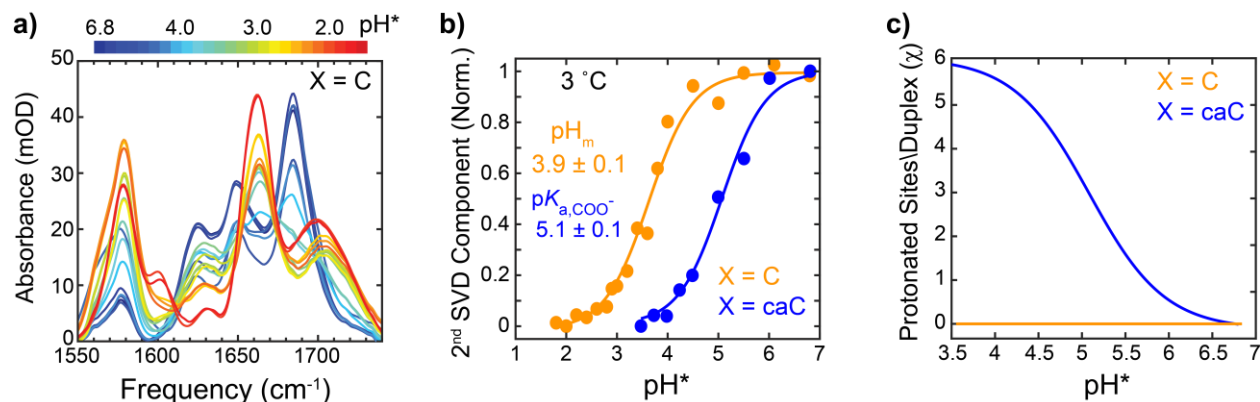 a)
6.8 4.0 3.0 2.0 pH*
X = C
50
40
30
20
10
0
Absorbance (mOD)
1550 1600 1650 1700
Frequency (cm⁻¹)
b)
3 ˚C
1
0.8
0.6
0.4
0.2
0
2ⁿᵈ SVD Component (Norm.)
pHₘ
3.9 ± 0.1
pKa,COO⁻
5.1 ± 0.1
X = C
X = caC
1 2 3 4 5 6 7
pH*
c)
6
5
4
3
2
1
0
Protonated Sites\Duplex (χ)
X = C
X = caC
3.5 4 4.5 5 5.5 6 6.5 7
pH*